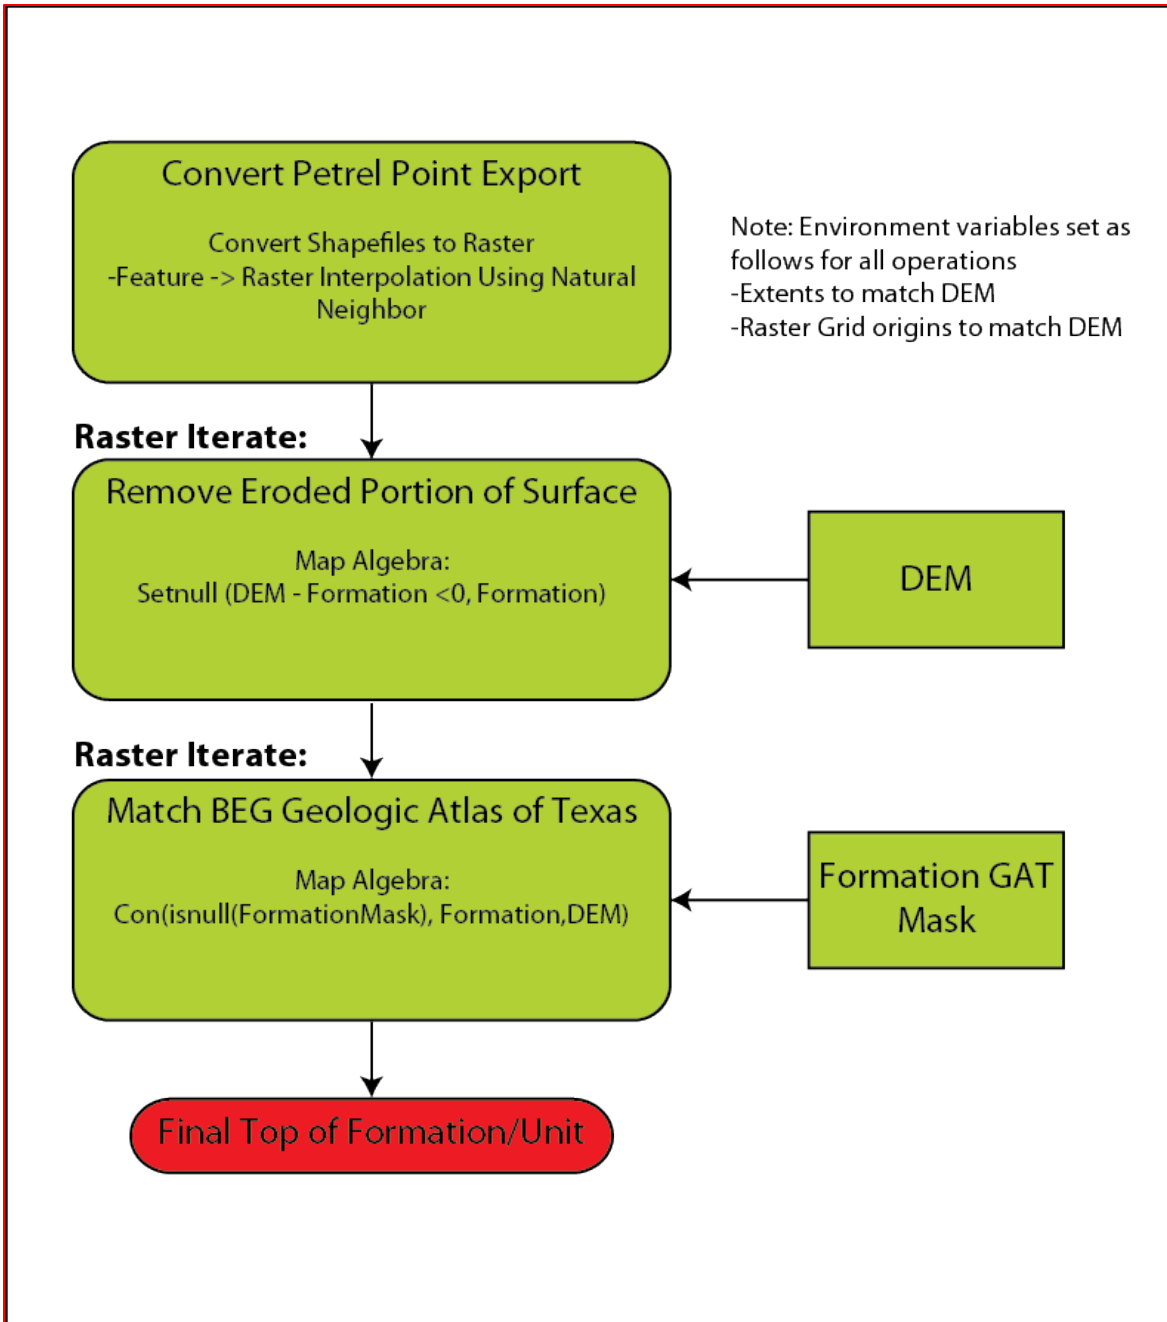 Convert Petrel Point Export
Convert Shapefiles to Raster
-Feature -> Raster Interpolation Using Natural
Neighbor
Note: Environment variables set as
follows for all operations
-Extents to match DEM
-Raster Grid origins to match DEM
Raster Iterate:
Remove Eroded Portion of Surface
Map Algebra:
Setnull (DEM - Formation <0, Formation)
DEM
Raster Iterate:
Match BEG Geologic Atlas of Texas
Map Algebra:
Con(isnull(FormationMask), Formation,DEM)
Formation GAT
Mask
Final Top of Formation/Unit